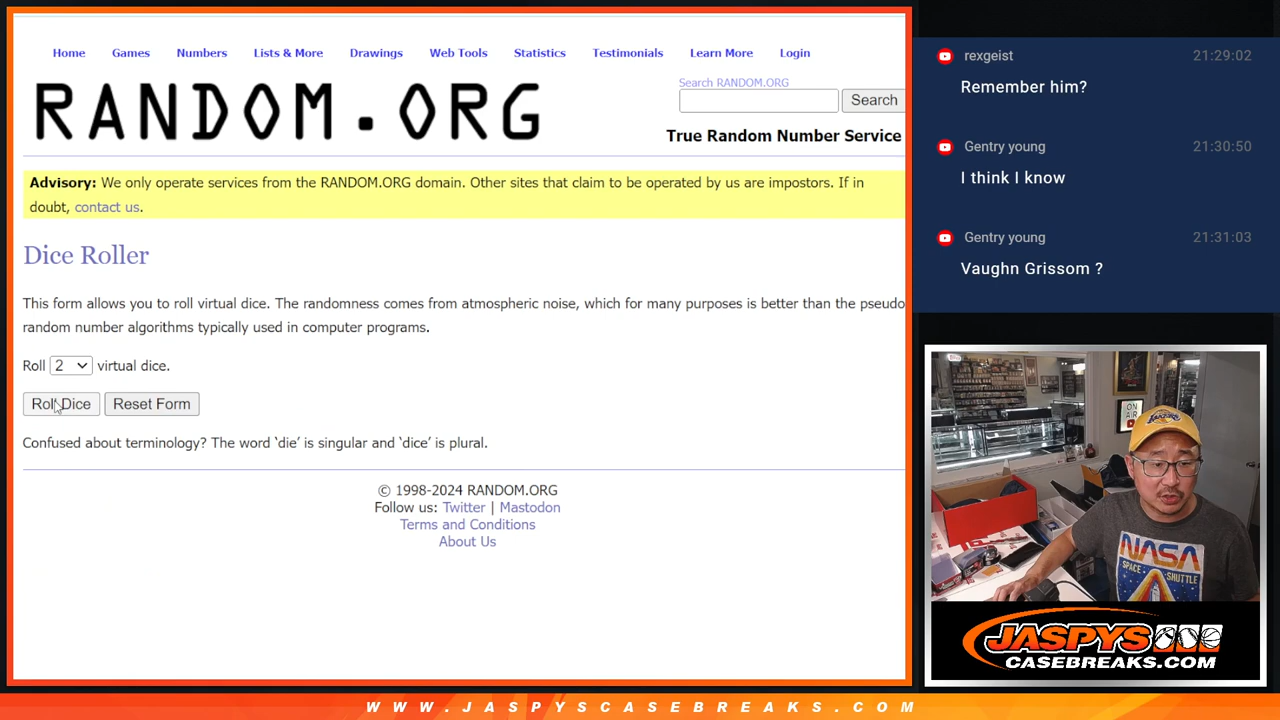 Home Games Numbers Lists & More Drawings Web Tools Statistics Testimonials Learn More Login
RANDOM.ORG
Search RANDOM.ORG
Search
True Random Number Service
Advisory: We only operate services from the RANDOM.ORG domain. Other sites that claim to be operated by us are impostors. If in
doubt, contact us.
Dice Roller
This form allows you to roll virtual dice. The randomness comes from atmospheric noise, which for many purposes is better than the pseudo
random number algorithms typically used in computer programs.
Roll 2 virtual dice.
Roll Dice Reset Form
Confused about terminology? The word ‘die’ is singular and ‘dice’ is plural.
© 1998-2024 RANDOM.ORG
Follow us: Twitter | Mastodon
Terms and Conditions
About Us
rexgeist 21:29:02
Remember him?
Gentry young 21:30:50
I think I know
Gentry young 21:31:03
Vaughn Grissom ?
ON
AIR
NASA
SPACE SHUTTLE
JASPYS
CASEBREAKS.COM
WWW.JASPYSCASEBREAKS.COM